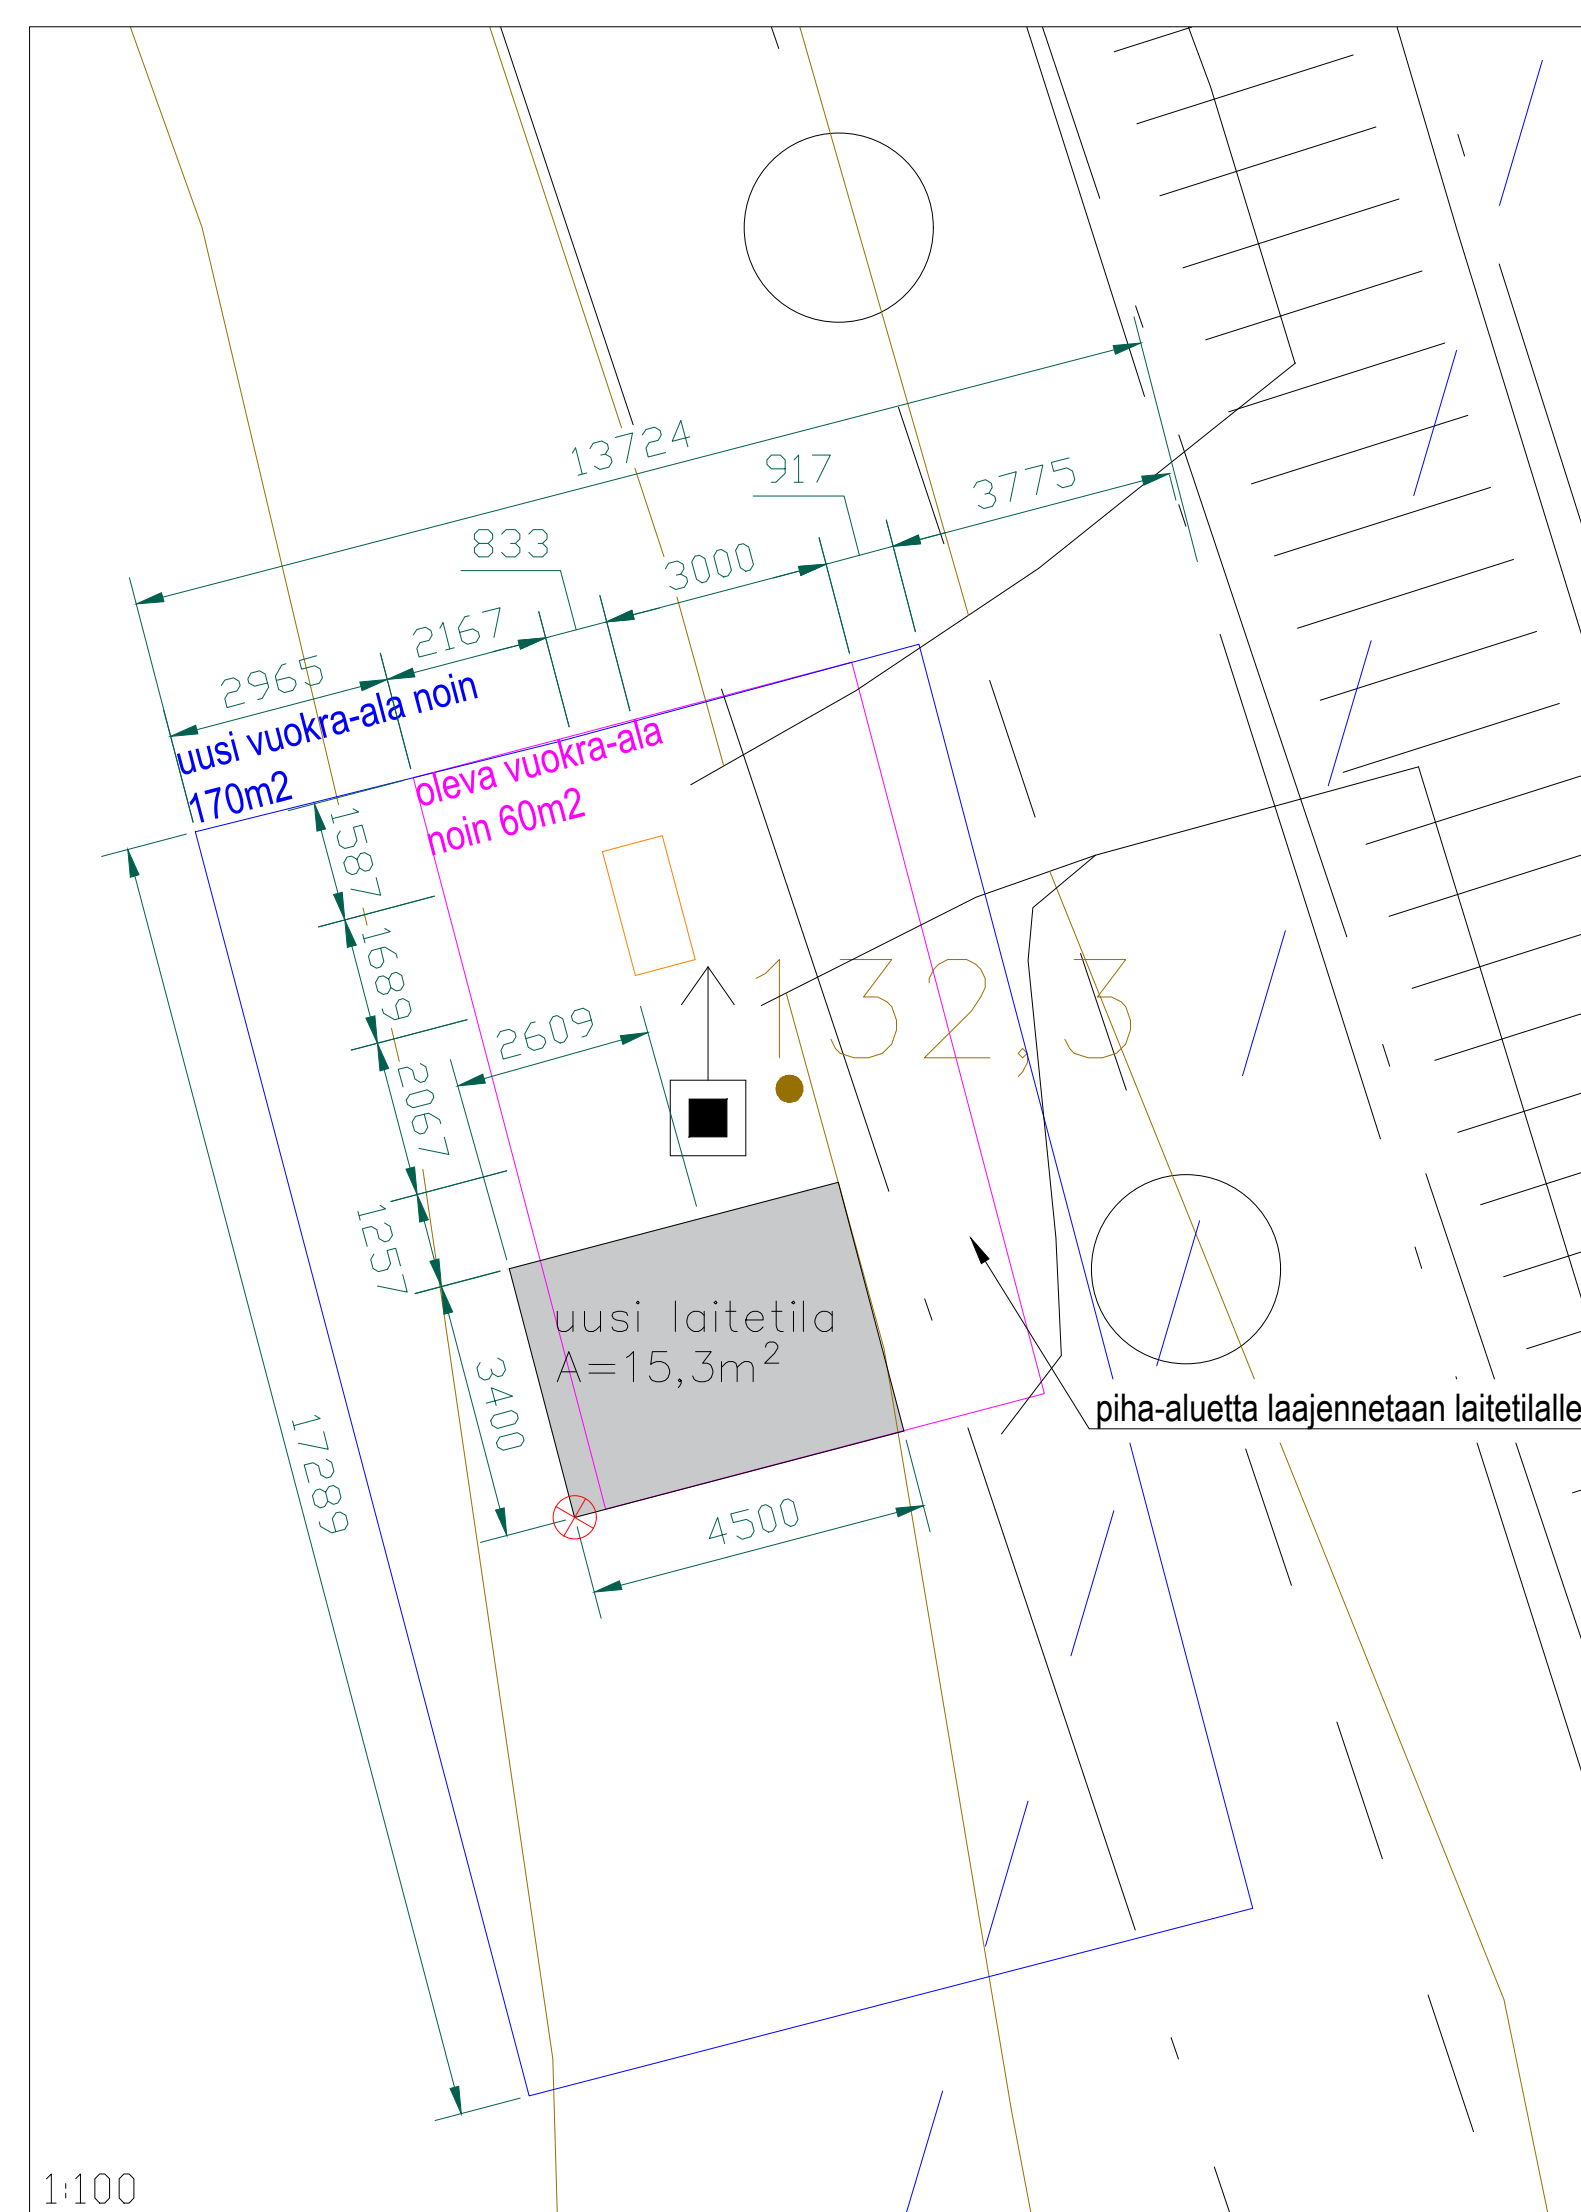 13724
917
3775
833
3000
2167
2965
uusi vuokra-ala noin
170m2
oleva vuokra-ala
noin 60m2
1587
1689
132,3
2609
2067
1257
uusi laitetila
A=15,3m²
3400
piha-aluetta laajennetaan laitetilalle
17289
4500
1:100